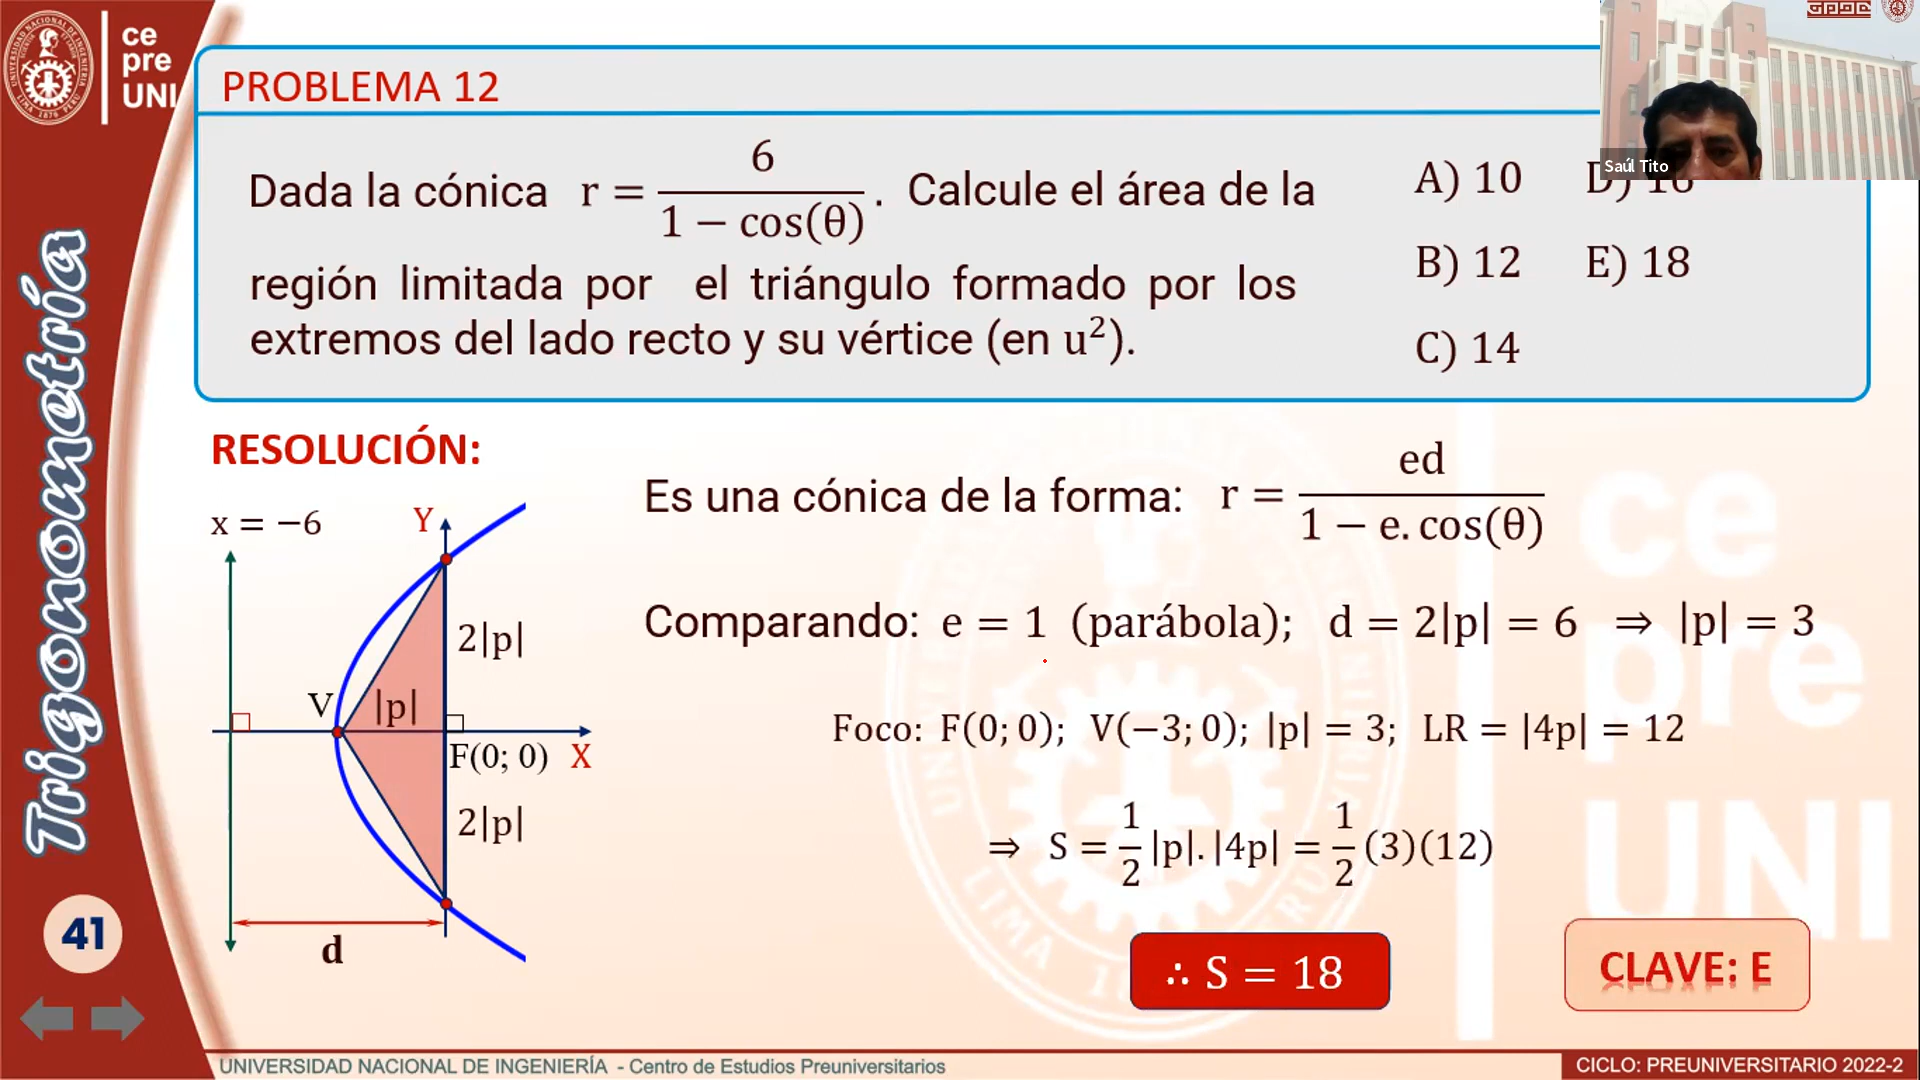 ce
pre
UNI
PROBLEMA 12
Saúl Tito
Dada la cónica r = 6 / (1 − cos(θ)) . Calcule el área de la
región limitada por el triángulo formado por los
extremos del lado recto y su vértice (en u²).
A) 10
B) 12
C) 14
E) 18
RESOLUCIÓN:
Es una cónica de la forma: r = ed / (1 − e. cos(θ))
x = −6
Y
2|p|
V
|p|
F(0; 0)
X
2|p|
d
Comparando: e = 1 (parábola); d = 2|p| = 6 ⇒ |p| = 3
Foco: F(0; 0); V(−3; 0); |p| = 3; LR = |4p| = 12
⇒ S = 1/2 |p|. |4p| = 1/2 (3)(12)
∴ S = 18
CLAVE: E
Trigonometría
41
UNIVERSIDAD NACIONAL DE INGENIERÍA - Centro de Estudios Preuniversitarios
CICLO: PREUNIVERSITARIO 2022-2
ce
pre
UNI